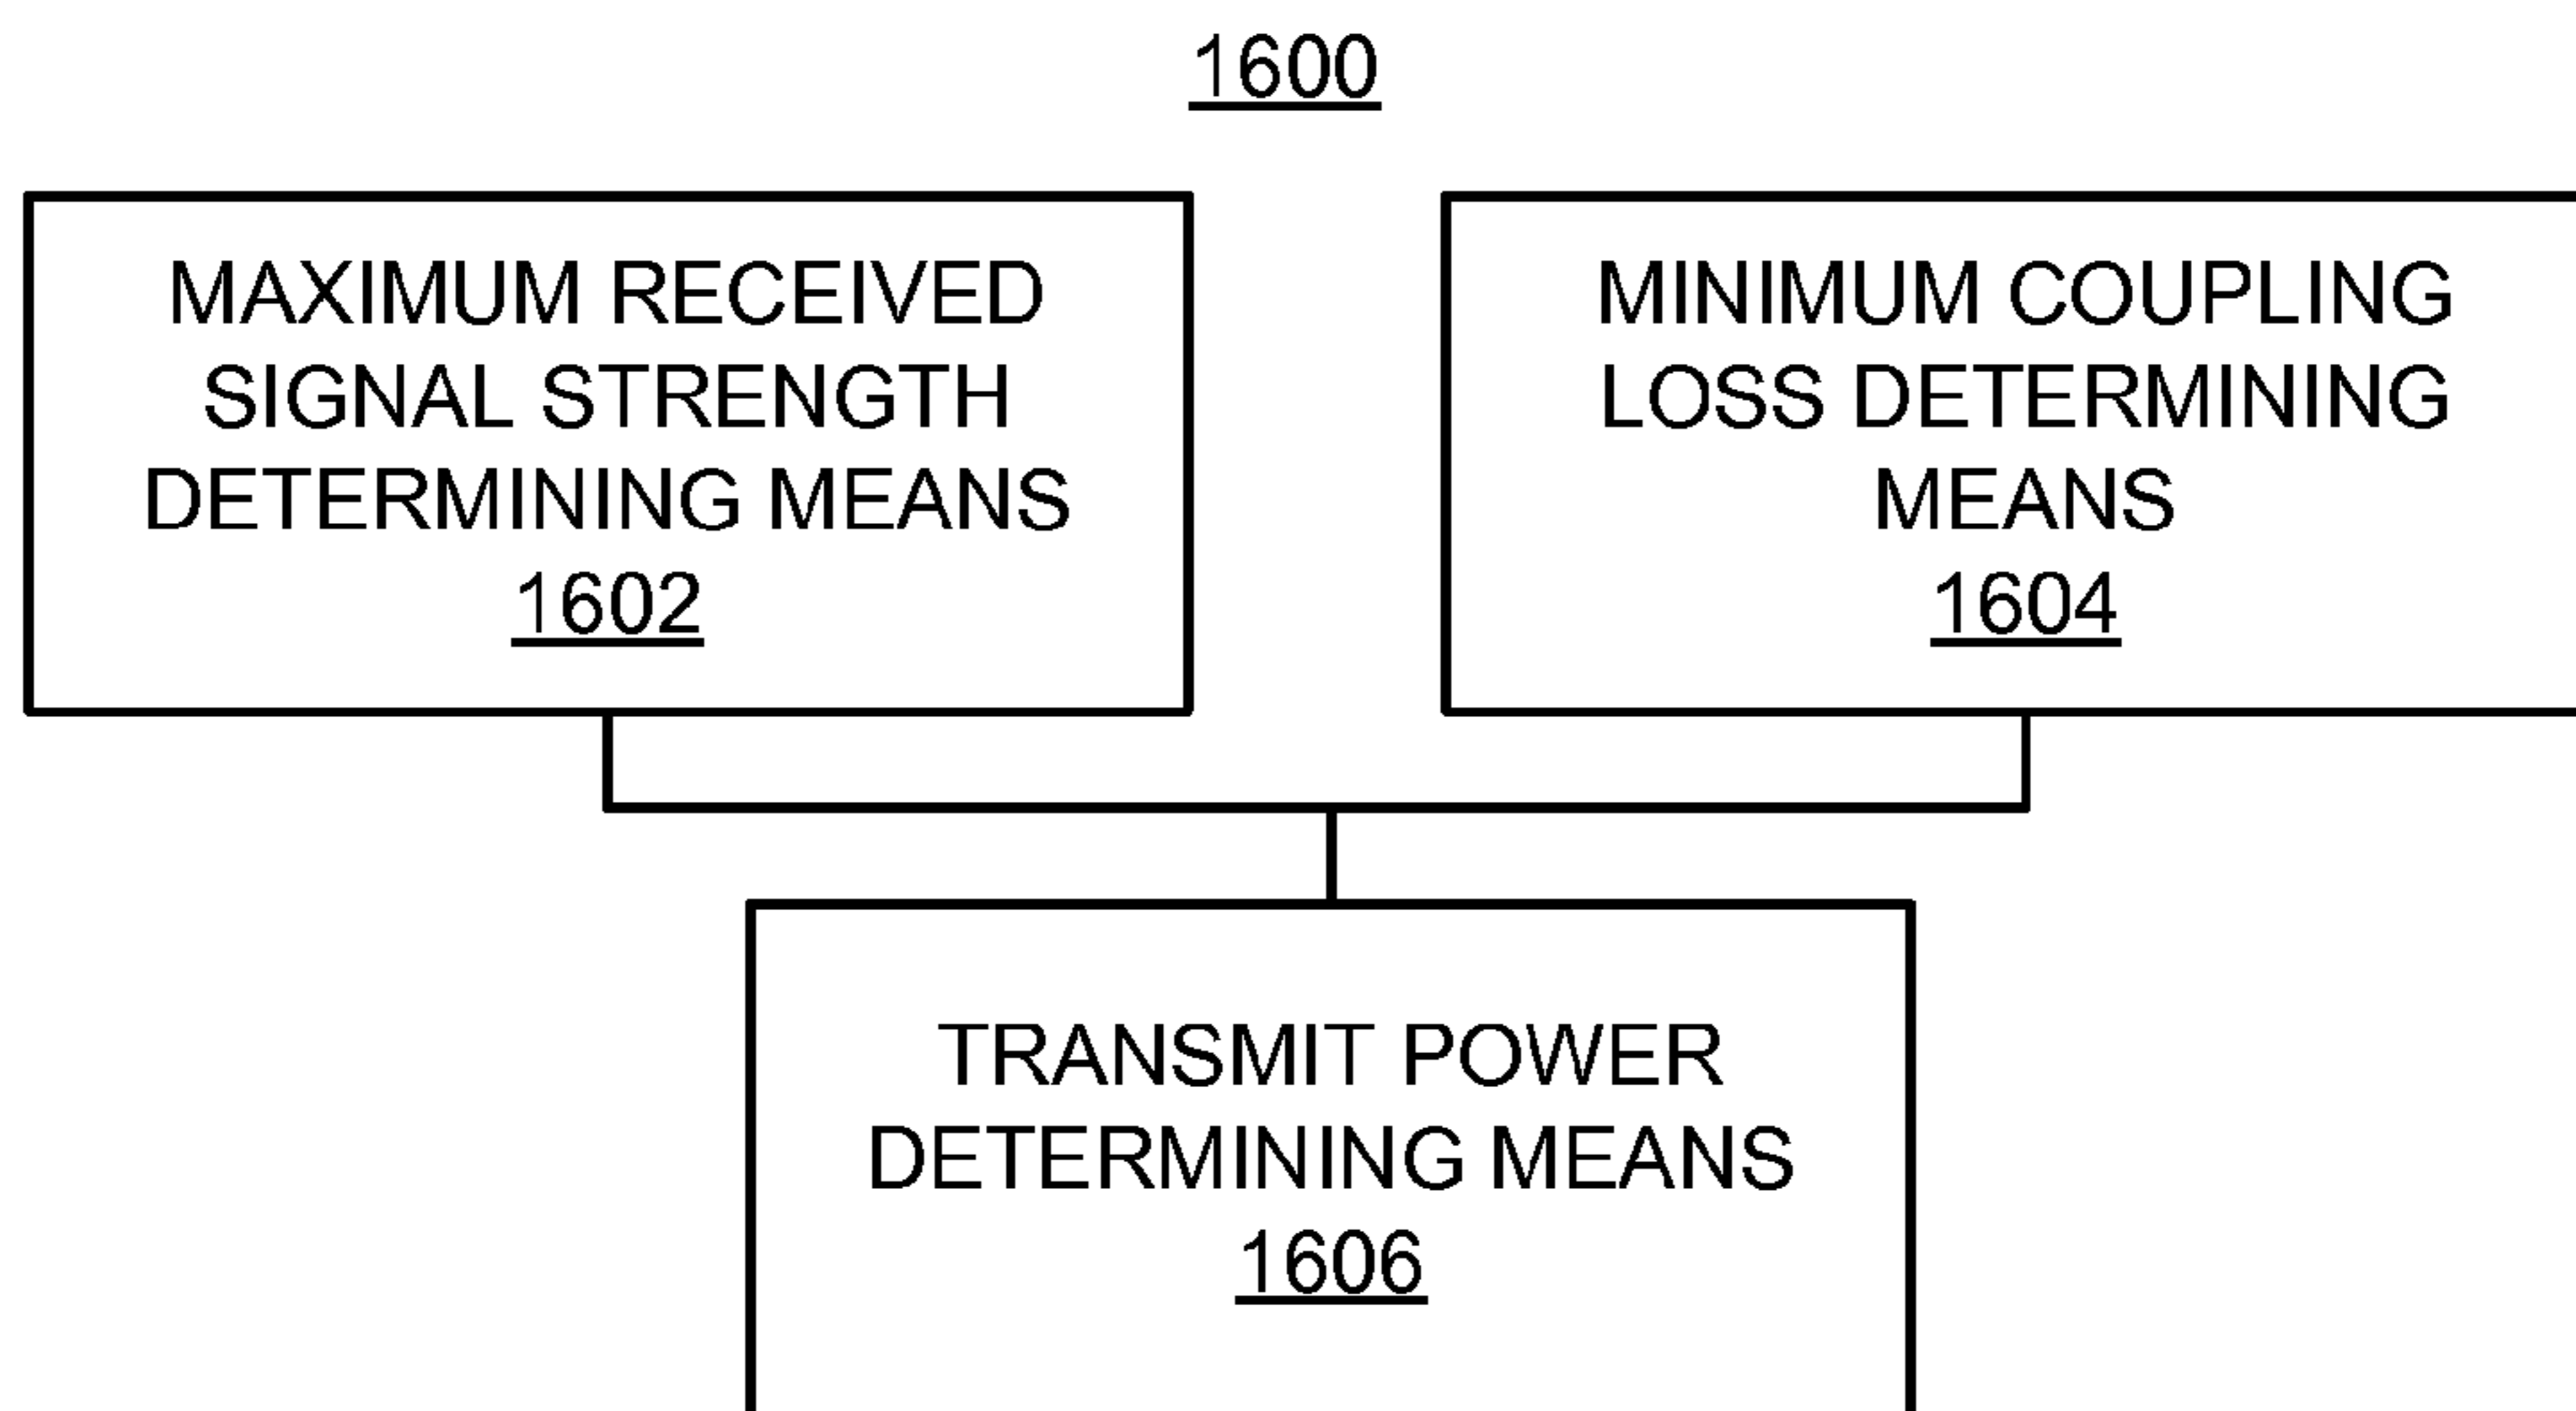 1600
MAXIMUM RECEIVED
SIGNAL STRENGTH
DETERMINING MEANS
1602
MINIMUM COUPLING
LOSS DETERMINING
MEANS
1604
TRANSMIT POWER
DETERMINING MEANS
1606